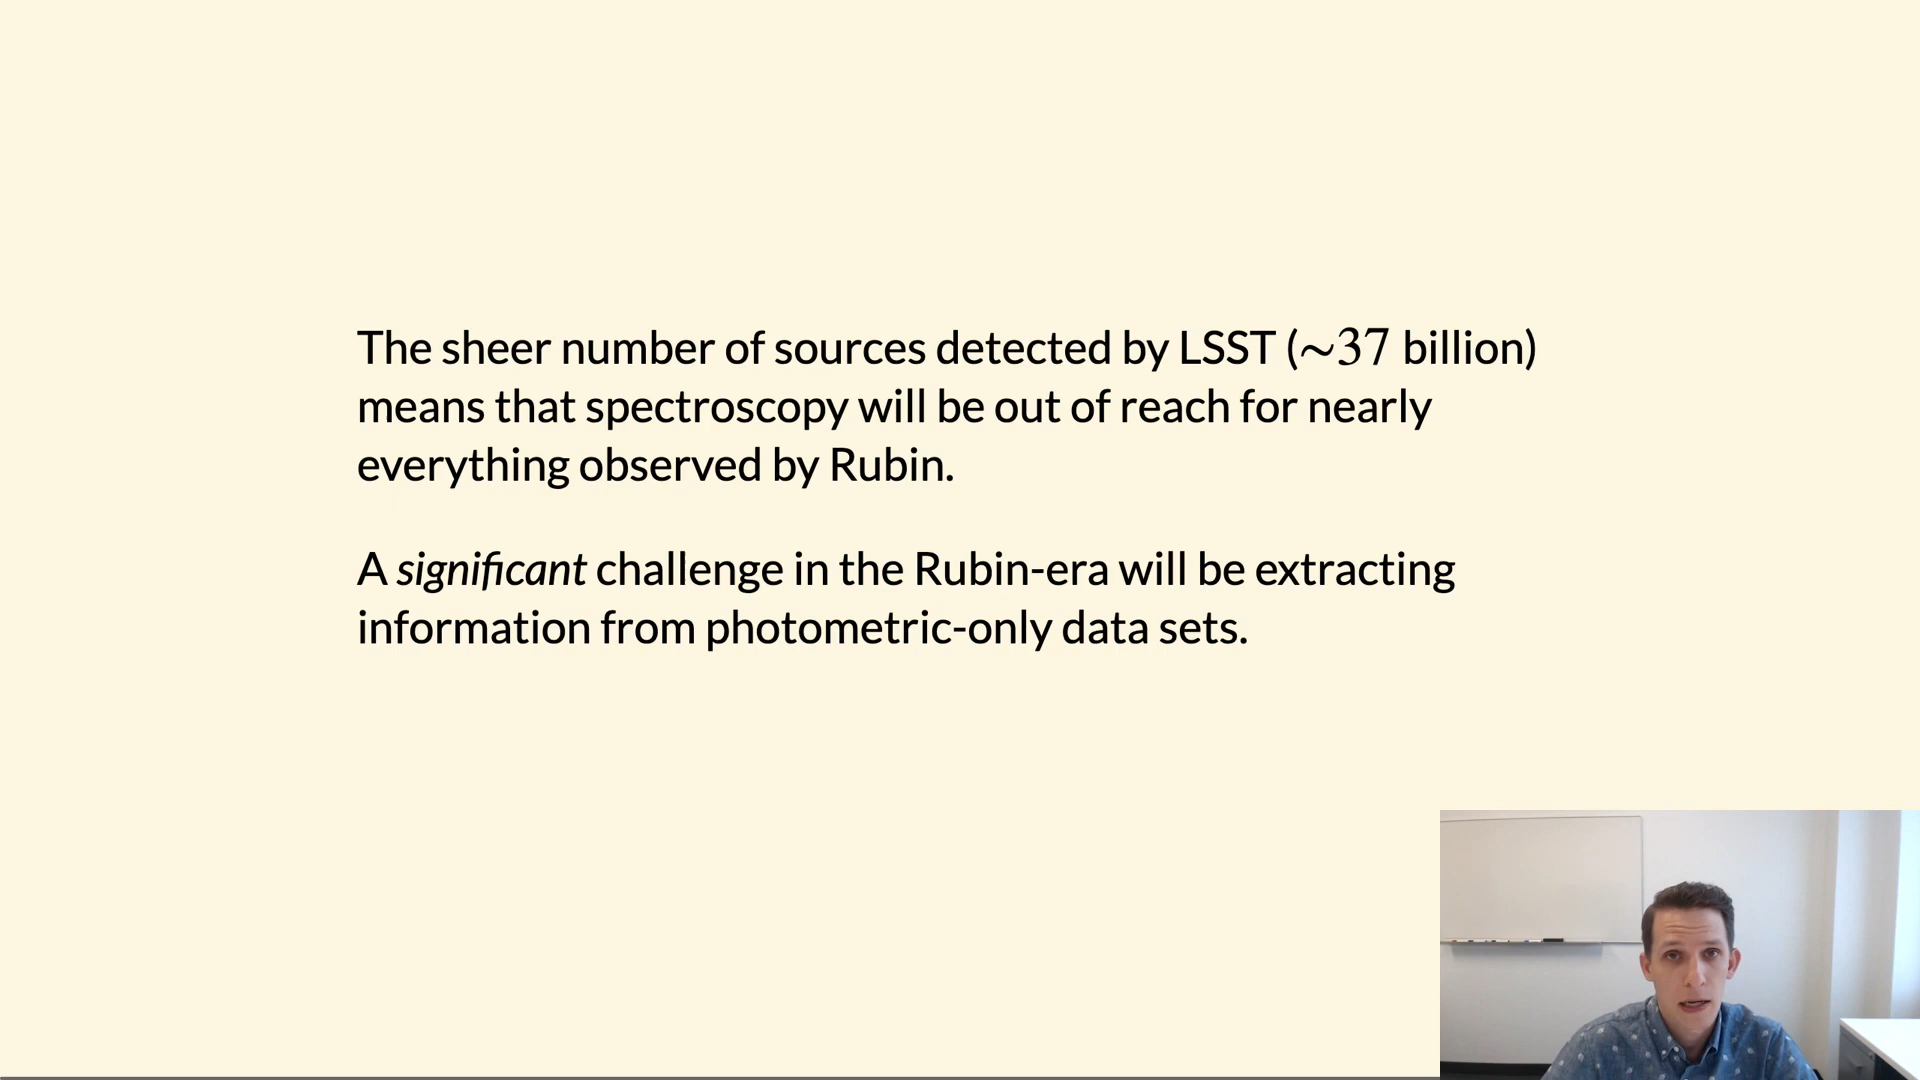 The sheer number of sources detected by LSST (∼37 billion)
means that spectroscopy will be out of reach for nearly
everything observed by Rubin.
A significant challenge in the Rubin-era will be extracting
information from photometric-only data sets.